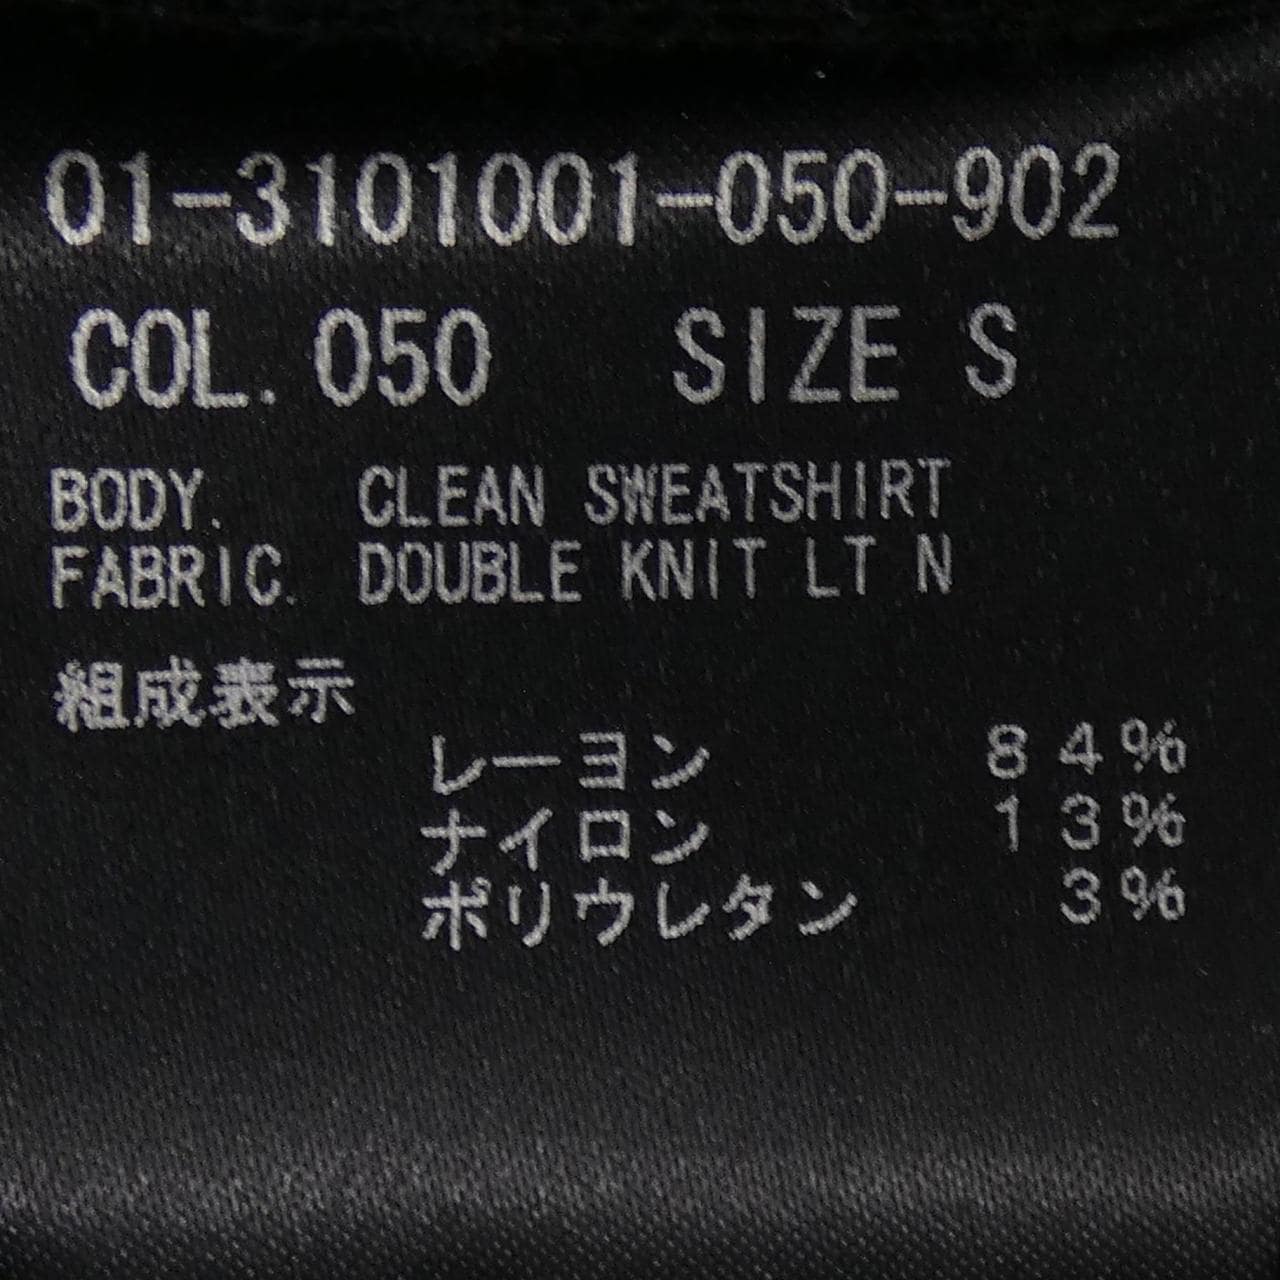 01-3101001-050-902
COL. 050 SIZE S
BODY. CLEAN SWEATSHIRT
FABRIC. DOUBLE KNIT LT N
組成表示
レーヨン 84%
ナイロン 13%
ポリウレタン 3%